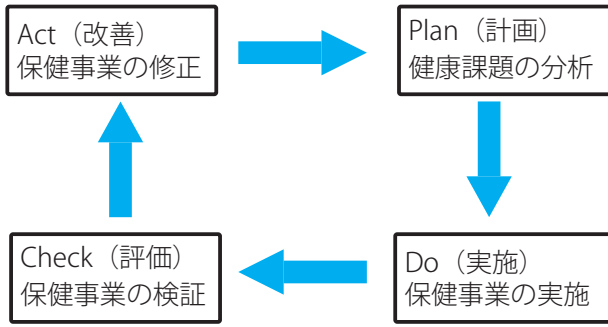 Act（改善）
保健事業の修正
Plan（計画）
健康課題の分析
Check（評価）
保健事業の検証
Do（実施）
保健事業の実施